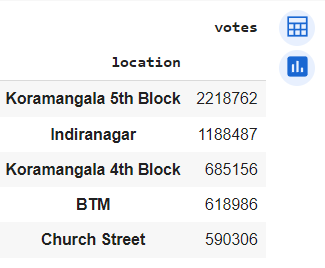 votes
location
Koramangala 5th Block 2218762
Indiranagar 1188487
Koramangala 4th Block 685156
BTM 618986
Church Street 590306